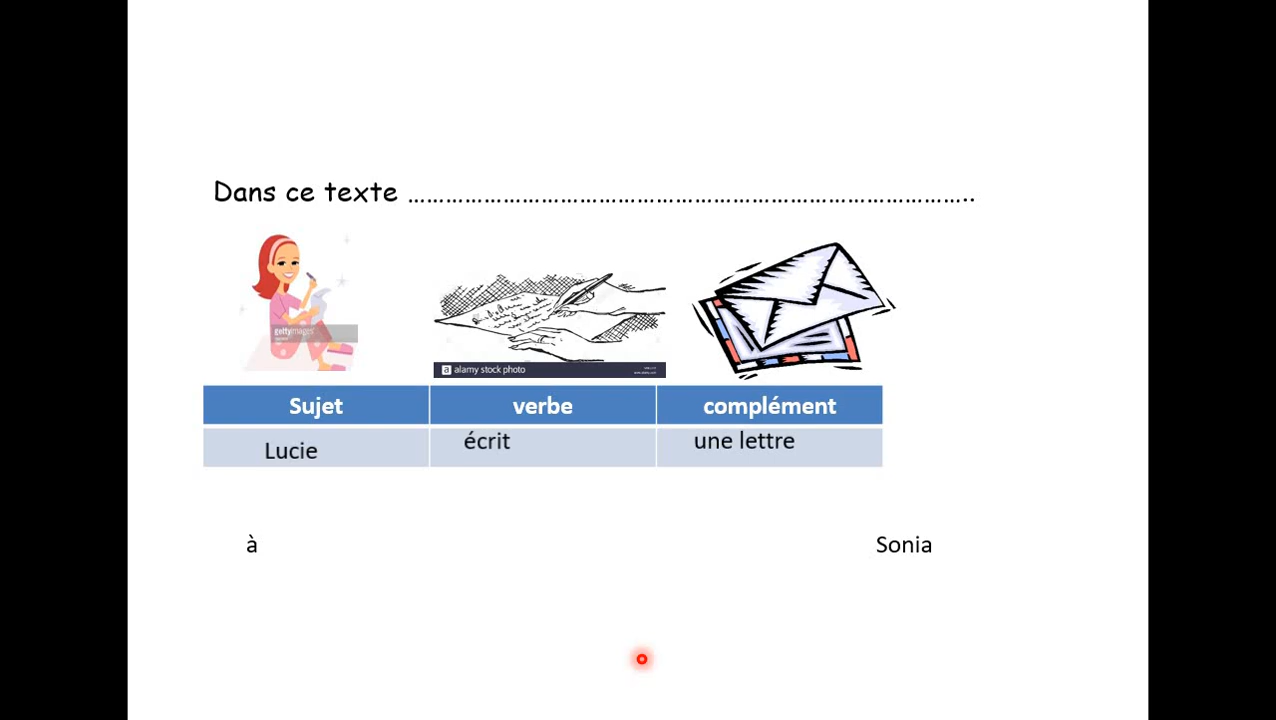 Dans ce texte ……………………………………………………………………………..
gettyimages
a alamy stock photo
Sujet verbe complément
Lucie écrit une lettre
à Sonia